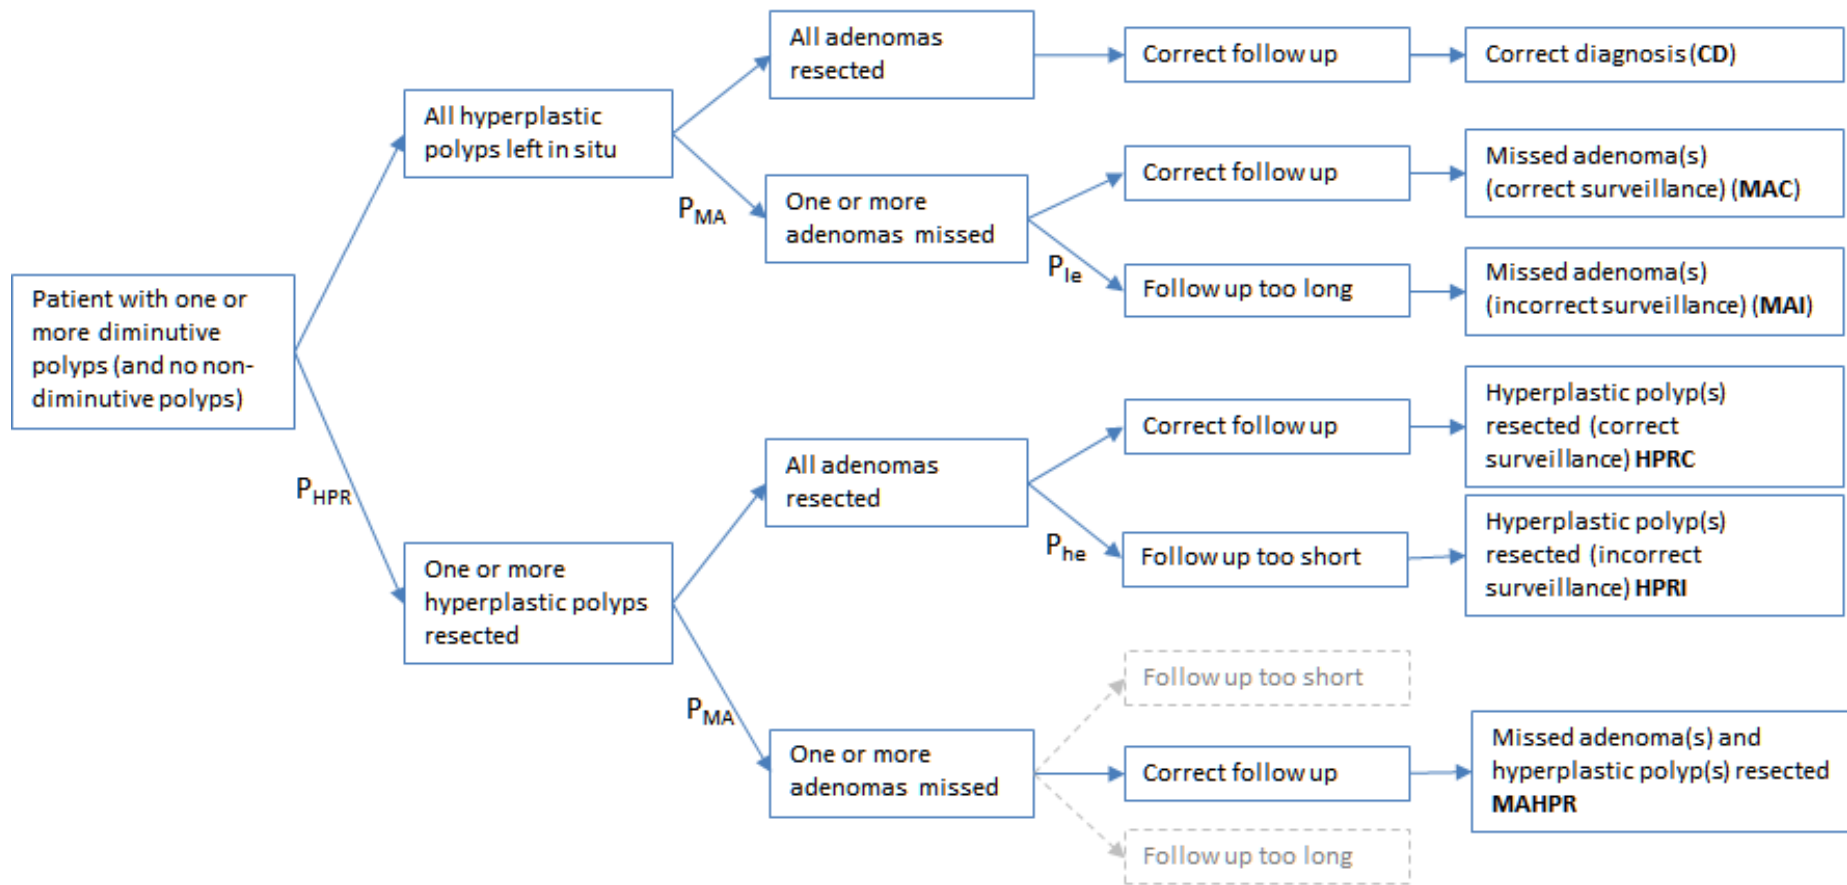 Patient with one or
more diminutive
polyps (and no non-
diminutive polyps)
P_HPR
All hyperplastic
polyps left in situ
One or more
hyperplastic polyps
resected
P_MA
P_MA
All adenomas
resected
One or more
adenomas missed
All adenomas
resected
One or more
adenomas missed
P_le
P_he
Correct follow up
Correct follow up
Follow up too long
Correct follow up
Follow up too short
Follow up too short
Correct follow up
Follow up too long
Correct diagnosis (CD)
Missed adenoma(s)
(correct surveillance) (MAC)
Missed adenoma(s)
(incorrect surveillance) (MAI)
Hyperplastic polyp(s)
resected (correct
surveillance) HPRC
Hyperplastic polyp(s)
resected (incorrect
surveillance) HPRI
Missed adenoma(s) and
hyperplastic polyp(s) resected
MAHPR